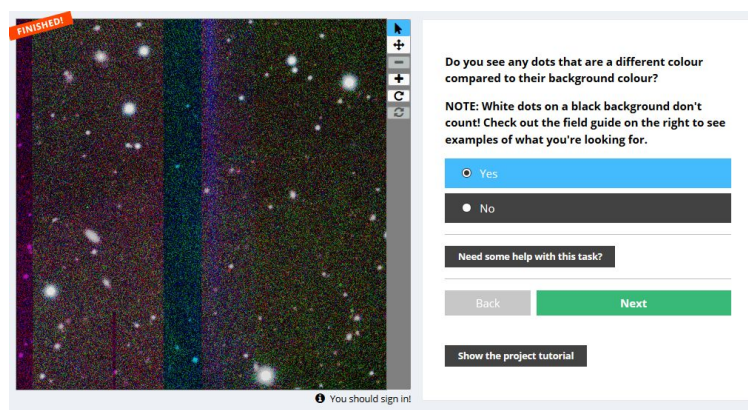 FINISHED!
Do you see any dots that are a different colour
compared to their background colour?
NOTE: White dots on a black background don't
count! Check out the field guide on the right to see
examples of what you're looking for.
Yes
No
Need some help with this task?
Back
Next
Show the project tutorial
You should sign in!